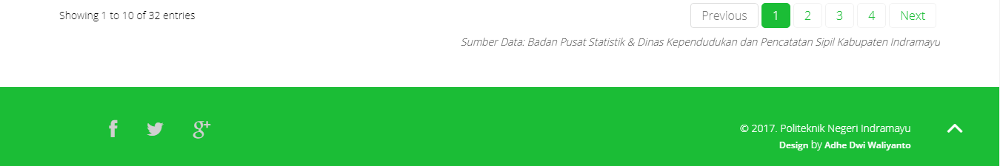 Showing 1 to 10 of 32 entries
Previous 1 2 3 4 Next
Sumber Data: Badan Pusat Statistik & Dinas Kependudukan dan Pencatatan Sipil Kabupaten Indramayu
© 2017. Politeknik Negeri Indramayu
Design by Adhe Dwi Waliyanto